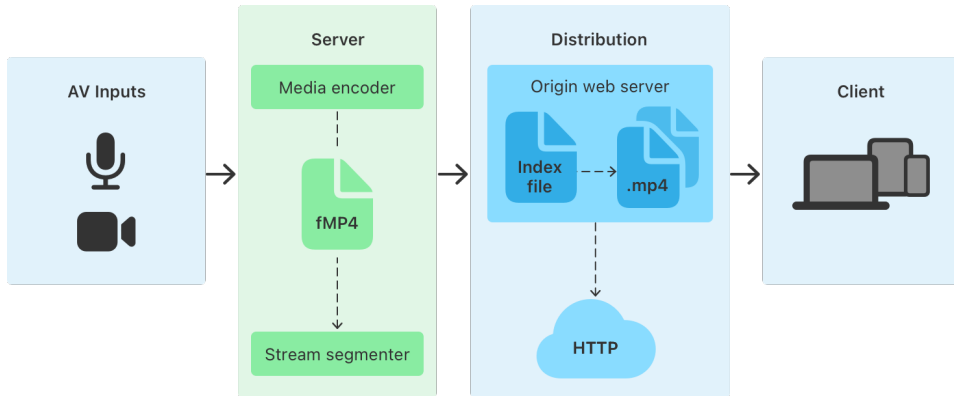 AV Inputs
Server
Media encoder
fMP4
Stream segmenter
Distribution
Origin web server
Index
file
.mp4
HTTP
Client